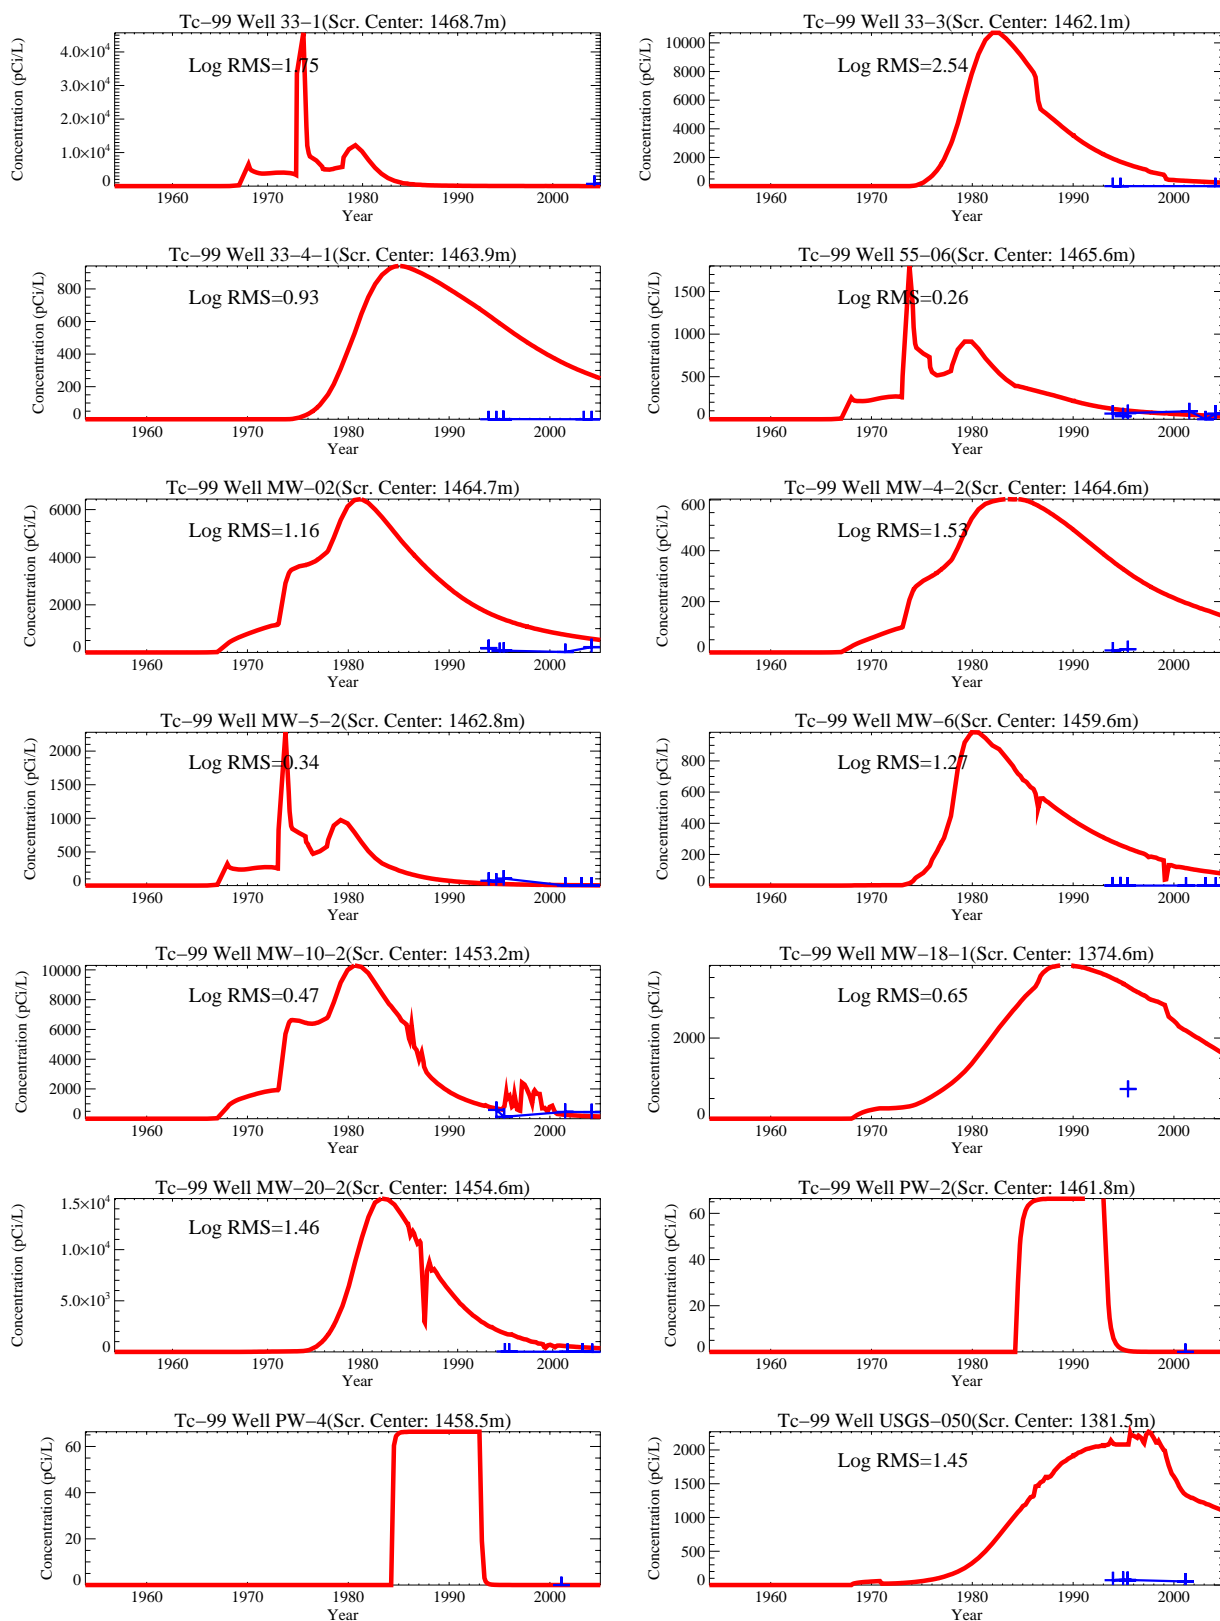 Tc−99 Well 33−1(Scr. Center: 1468.7m)
Concentration (pCi/L)
4.0×10⁴
3.0×10⁴
2.0×10⁴
1.0×10⁴
0
Log RMS=1.75
1960 1970 1980 1990 2000
Year
Tc−99 Well 33−3(Scr. Center: 1462.1m)
Concentration (pCi/L)
10000
8000
6000
4000
2000
0
Log RMS=2.54
1960 1970 1980 1990 2000
Year
Tc−99 Well 33−4−1(Scr. Center: 1463.9m)
Concentration (pCi/L)
800
600
400
200
0
Log RMS=0.93
1960 1970 1980 1990 2000
Year
Tc−99 Well 55−06(Scr. Center: 1465.6m)
Concentration (pCi/L)
1500
1000
500
0
Log RMS=0.26
1960 1970 1980 1990 2000
Year
Tc−99 Well MW−02(Scr. Center: 1464.7m)
Concentration (pCi/L)
6000
4000
2000
0
Log RMS=1.16
1960 1970 1980 1990 2000
Year
Tc−99 Well MW−4−2(Scr. Center: 1464.6m)
Concentration (pCi/L)
600
400
200
0
Log RMS=1.53
1960 1970 1980 1990 2000
Year
Tc−99 Well MW−5−2(Scr. Center: 1462.8m)
Concentration (pCi/L)
2000
1500
1000
500
0
Log RMS=0.34
1960 1970 1980 1990 2000
Year
Tc−99 Well MW−6(Scr. Center: 1459.6m)
Concentration (pCi/L)
800
600
400
200
0
Log RMS=1.27
1960 1970 1980 1990 2000
Year
Tc−99 Well MW−10−2(Scr. Center: 1453.2m)
Concentration (pCi/L)
10000
8000
6000
4000
2000
0
Log RMS=0.47
1960 1970 1980 1990 2000
Year
Tc−99 Well MW−18−1(Scr. Center: 1374.6m)
Concentration (pCi/L)
2000
0
Log RMS=0.65
1960 1970 1980 1990 2000
Year
Tc−99 Well MW−20−2(Scr. Center: 1454.6m)
Concentration (pCi/L)
1.5×10⁴
1.0×10⁴
5.0×10³
0
Log RMS=1.46
1960 1970 1980 1990 2000
Year
Tc−99 Well PW−2(Scr. Center: 1461.8m)
Concentration (pCi/L)
60
40
20
0
1960 1970 1980 1990 2000
Year
Tc−99 Well PW−4(Scr. Center: 1458.5m)
Concentration (pCi/L)
60
40
20
0
1960 1970 1980 1990 2000
Year
Tc−99 Well USGS−050(Scr. Center: 1381.5m)
Concentration (pCi/L)
2000
1500
1000
500
0
Log RMS=1.45
1960 1970 1980 1990 2000
Year